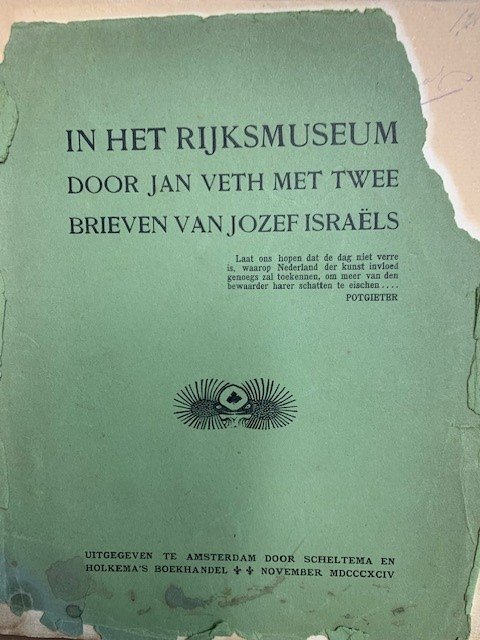 IN HET RIJKSMUSEUM
DOOR JAN VETH MET TWEE
BRIEVEN VAN JOZEF ISRAËLS
Laat ons hopen dat de dag niet verre
is, waarop Nederland der kunst invloed
genoegs zal toekennen, om meer van den
bewaarder harer schatten te eischen ....
POTGIETER
UITGEGEVEN TE AMSTERDAM DOOR SCHELTEMA EN
HOLKEMA'S BOEKHANDEL ⚜ ⚜ NOVEMBER MDCCCXCIV